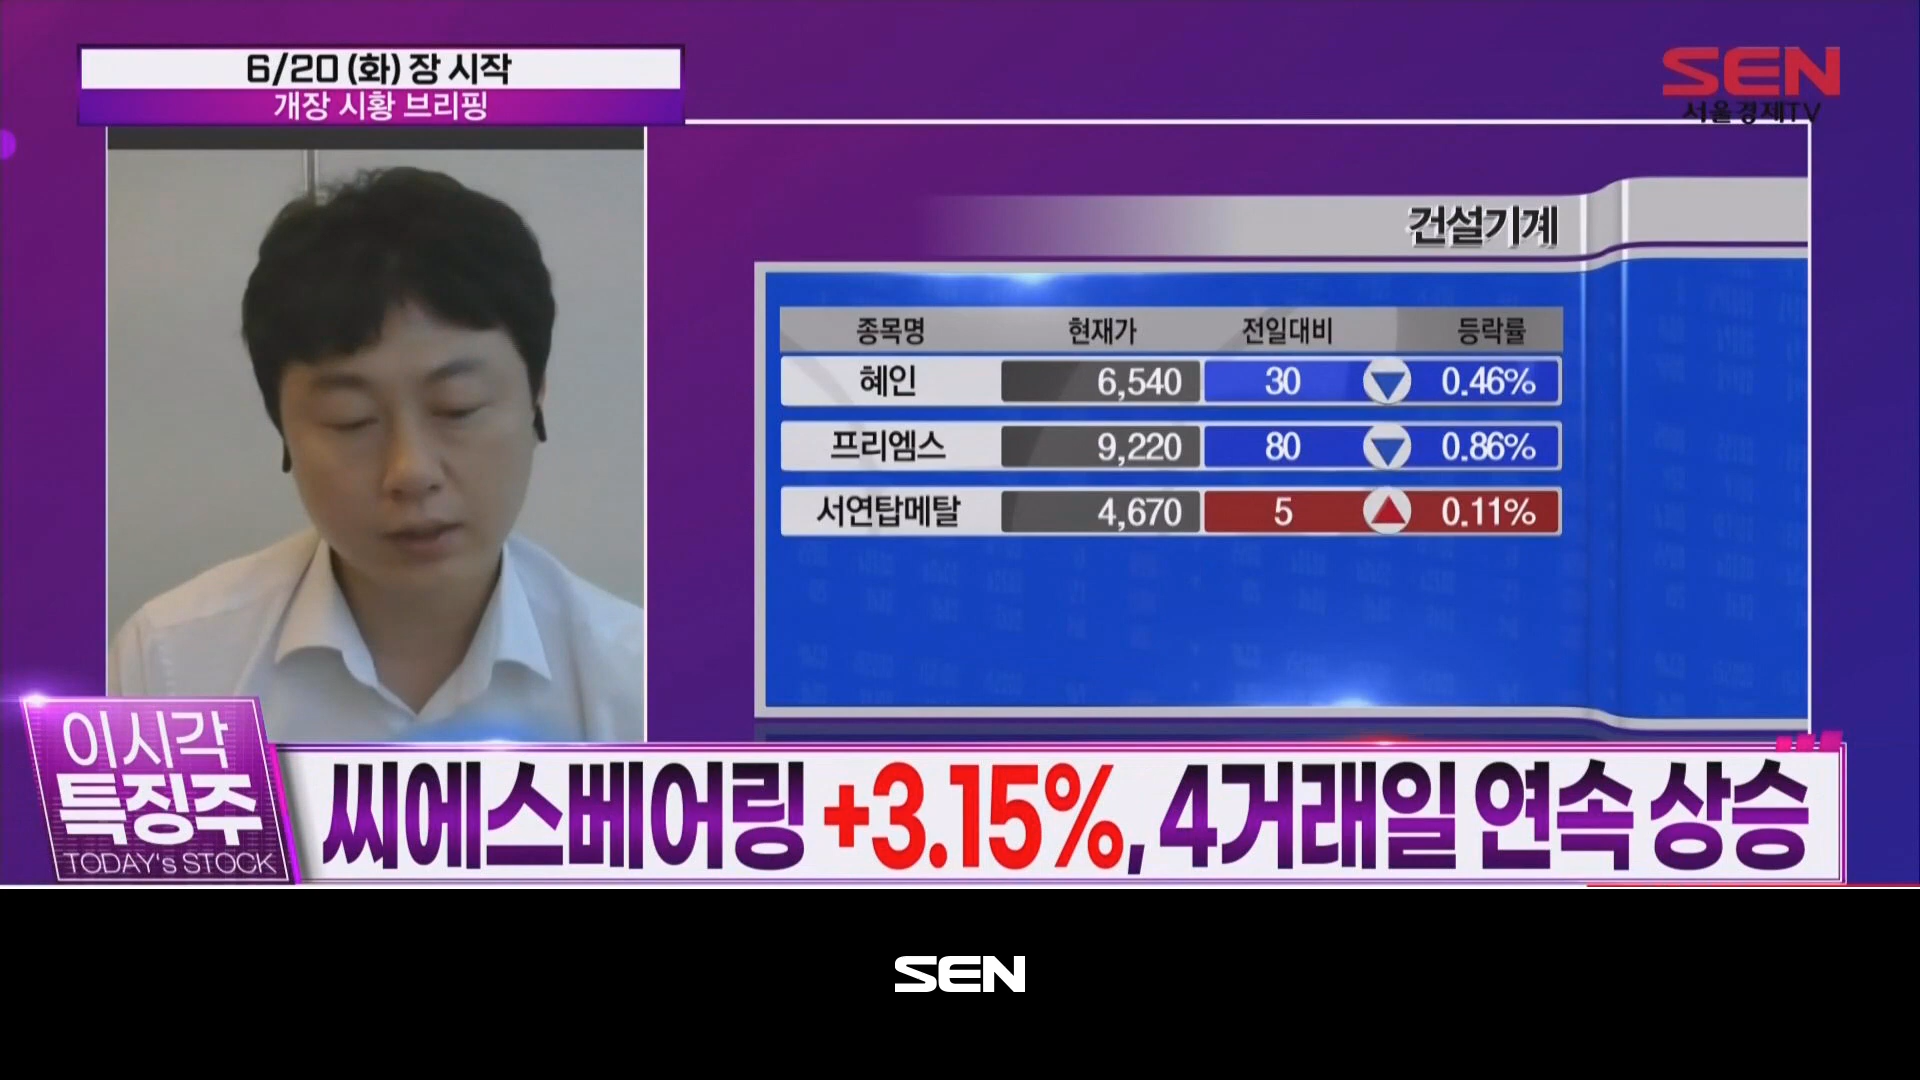 6/20 (화) 장 시작
개장 시황 브리핑
SEN
서울경제TV
건설기계
종목명 현재가 전일대비 등락률
혜인 6,540 30 ▼ 0.46%
프리엠스 9,220 80 ▼ 0.86%
서연탑메탈 4,670 5 ▲ 0.11%
이시각
특징주
TODAY's STOCK
씨에스베어링 +3.15%, 4거래일 연속 상승
SEN